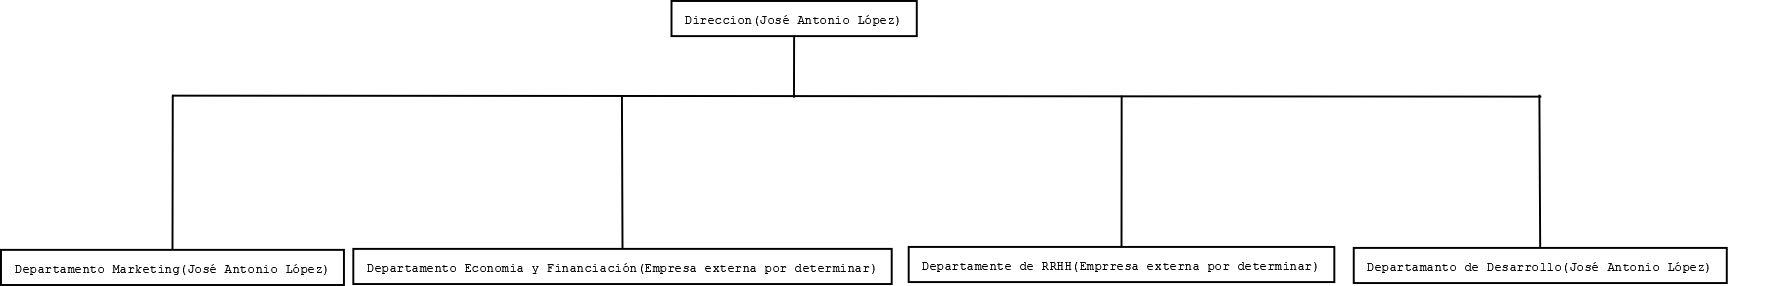 Direccion(José Antonio López)
Departamento Marketing(José Antonio López)
Departamento Economia y Financiación(Empresa externa por determinar)
Departamente de RRHH(Emprresa externa por determinar)
Departamanto de Desarrollo(José Antonio López)